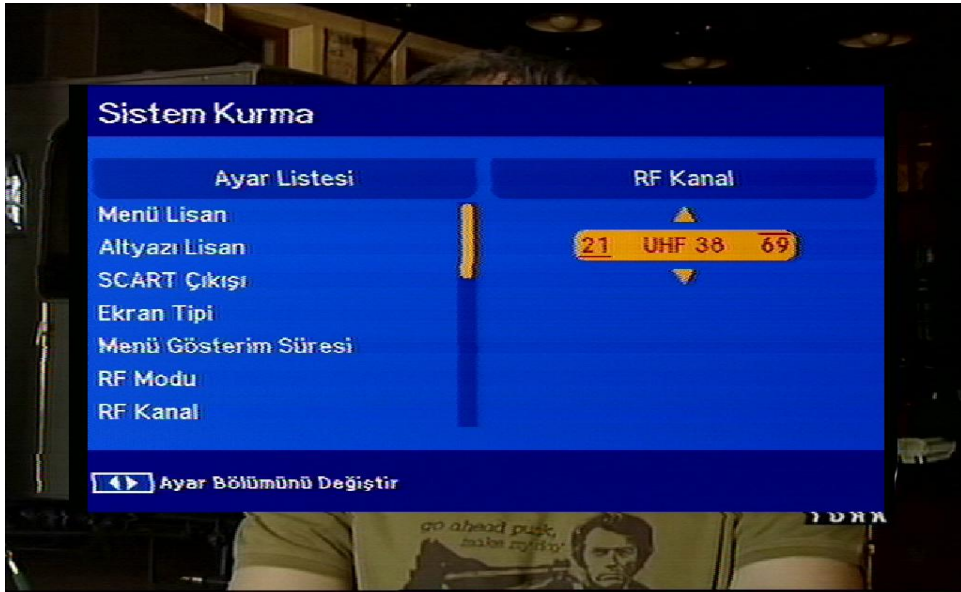 Sistem Kurma
Ayar Listesi
RF Kanal
Menü Lisan
Altyazı Lisan
SCART Çıkışı
Ekran Tipi
Menü Gösterim Süresi
RF Modu
RF Kanal
21 UHF 38 69
Ayar Bölümünü Değiştir
go ahead punk,
make my